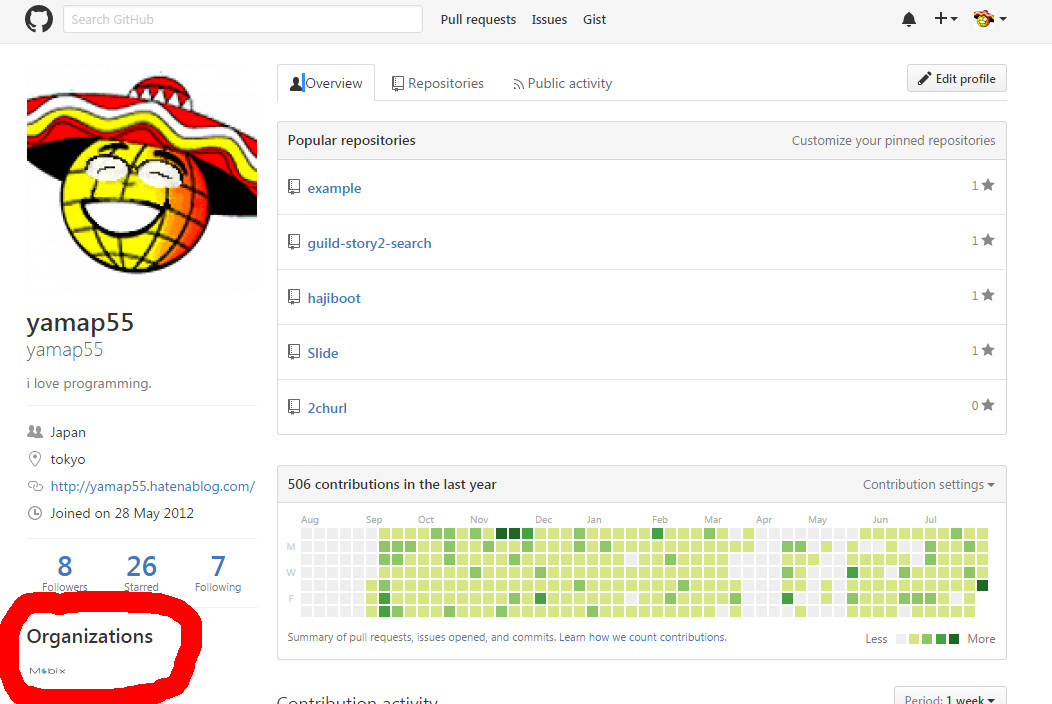 Search GitHub Pull requests Issues Gist
Overview Repositories Public activity Edit profile
Popular repositories Customize your pinned repositories
example 1
guild-story2-search 1
hajiboot 1
Slide 1
2churl 0
yamap55
yamap55
i love programming.
Japan
tokyo
http://yamap55.hatenablog.com/
Joined on 28 May 2012
8 26 7
Followers Starred Following
Organizations
Mobix
506 contributions in the last year Contribution settings
Aug Sep Oct Nov Dec Jan Feb Mar Apr May Jun Jul
M
W
F
Summary of pull requests, issues opened, and commits. Learn how we count contributions. Less More
Contribution activity Period: 1 week